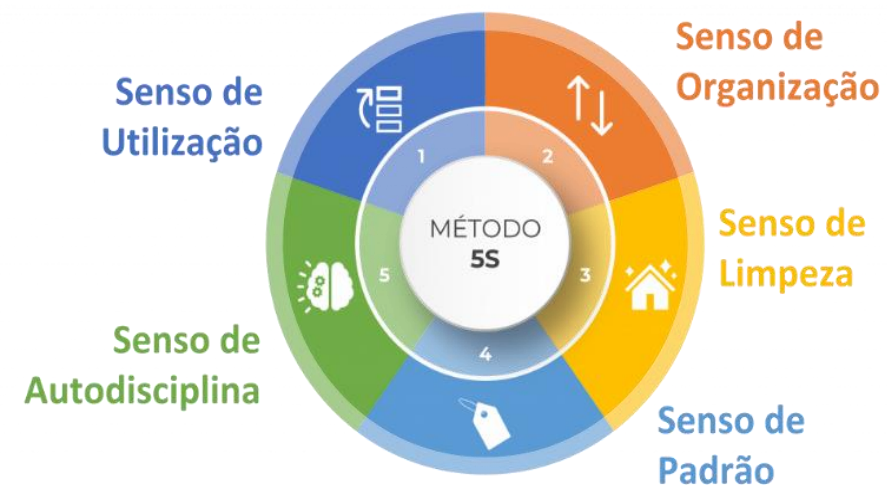 Senso de
Utilização
Senso de
Organização
Senso de
Limpeza
Senso de
Padrão
Senso de
Autodisciplina
1
2
3
4
5
MÉTODO
5S